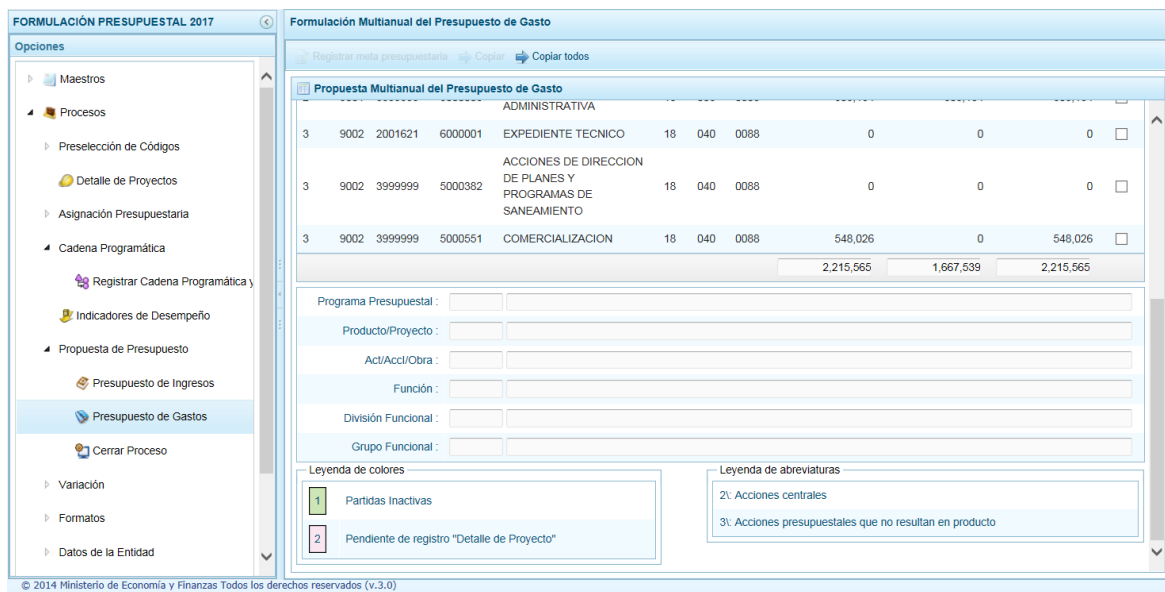 FORMULACIÓN PRESUPUESTAL 2017
Opciones
Maestros
Procesos
Preselección de Códigos
Detalle de Proyectos
Asignación Presupuestaria
Cadena Programática
Registrar Cadena Programática y
Indicadores de Desempeño
Propuesta de Presupuesto
Presupuesto de Ingresos
Presupuesto de Gastos
Cerrar Proceso
Variación
Formatos
Datos de la Entidad
Formulación Multianual del Presupuesto de Gasto
Registrar meta presupuestaria Copiar Copiar todos
Propuesta Multianual del Presupuesto de Gasto
ADMINISTRATIVA
3 9002 2001621 6000001 EXPEDIENTE TECNICO 18 040 0088 0 0 0
ACCIONES DE DIRECCION
DE PLANES Y
3 9002 3999999 5000382 PROGRAMAS DE 18 040 0088 0 0 0
SANEAMIENTO
3 9002 3999999 5000551 COMERCIALIZACION 18 040 0088 548,026 0 548,026
2,215,565 1,667,539 2,215,565
Programa Presupuestal :
Producto/Proyecto :
Act/AccI/Obra :
Función :
División Funcional :
Grupo Funcional :
Leyenda de colores
1 Partidas Inactivas
2 Pendiente de registro "Detalle de Proyecto"
Leyenda de abreviaturas
2\: Acciones centrales
3\: Acciones presupuestales que no resultan en producto
© 2014 Ministerio de Economía y Finanzas Todos los derechos reservados (v.3.0)